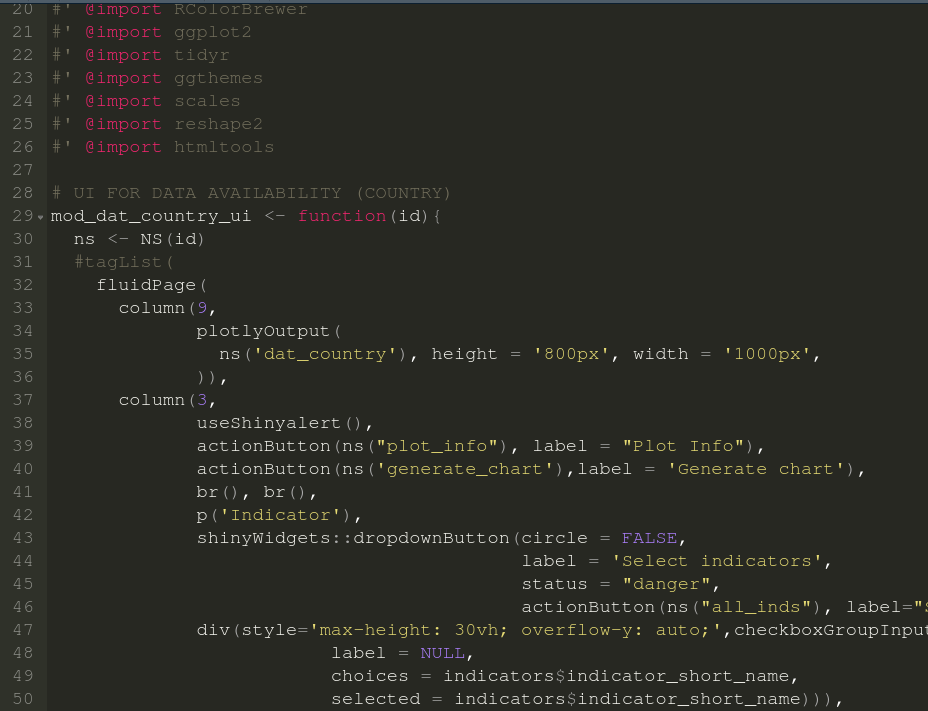 20 #' @import RColorBrewer
21 #' @import ggplot2
22 #' @import tidyr
23 #' @import ggthemes
24 #' @import scales
25 #' @import reshape2
26 #' @import htmltools
27
28 # UI FOR DATA AVAILABILITY (COUNTRY)
29 mod_dat_country_ui <- function(id){
30 ns <- NS(id)
31 #tagList(
32 fluidPage(
33 column(9,
34 plotlyOutput(
35 ns('dat_country'), height = '800px', width = '1000px',
36 )),
37 column(3,
38 useShinyalert(),
39 actionButton(ns("plot_info"), label = "Plot Info"),
40 actionButton(ns('generate_chart'),label = 'Generate chart'),
41 br(), br(),
42 p('Indicator'),
43 shinyWidgets::dropdownButton(circle = FALSE,
44 label = 'Select indicators',
45 status = "danger",
46 actionButton(ns("all_inds"), label="
47 div(style='max-height: 30vh; overflow-y: auto;',checkboxGroupInput
48 label = NULL,
49 choices = indicators$indicator_short_name,
50 selected = indicators$indicator_short_name))),